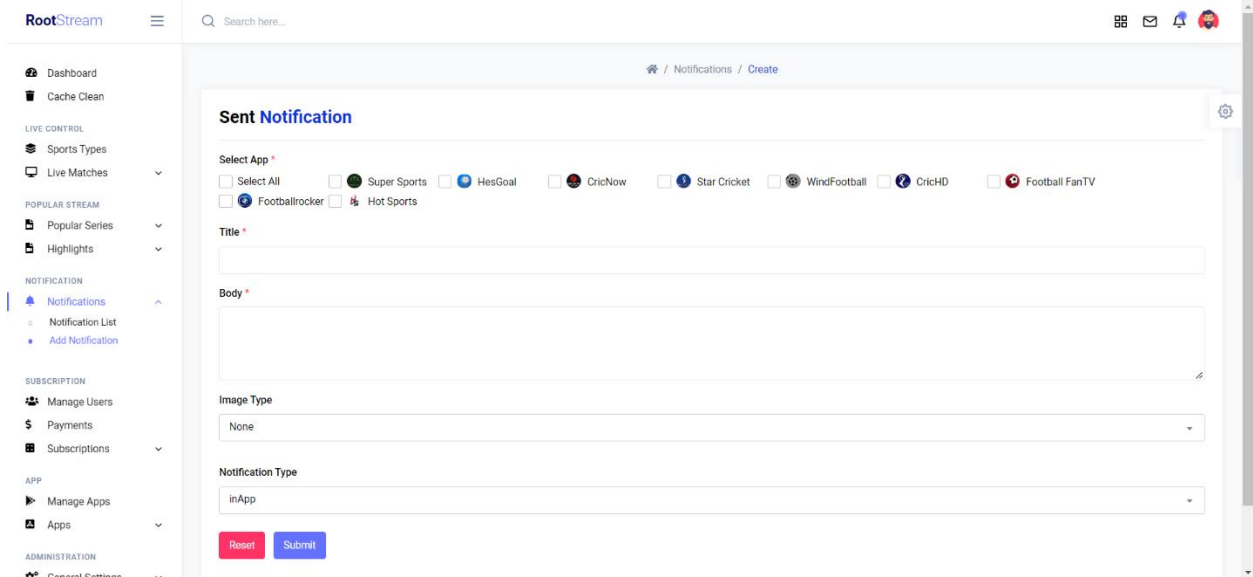 RootStream
Search here...
Dashboard
Cache Clean
LIVE CONTROL
Sports Types
Live Matches
POPULAR STREAM
Popular Series
Highlights
NOTIFICATION
Notifications
Notification List
Add Notification
SUBSCRIPTION
Manage Users
$ Payments
Subscriptions
APP
Manage Apps
Apps
ADMINISTRATION
General Settings
/ Notifications / Create
Sent Notification
Select App *
Select All Super Sports HesGoal CricNow Star Cricket WindFootball CricHD Football FanTV
Footballrocker Hot Sports
Title *
Body *
Image Type
None
Notification Type
inApp
Reset Submit